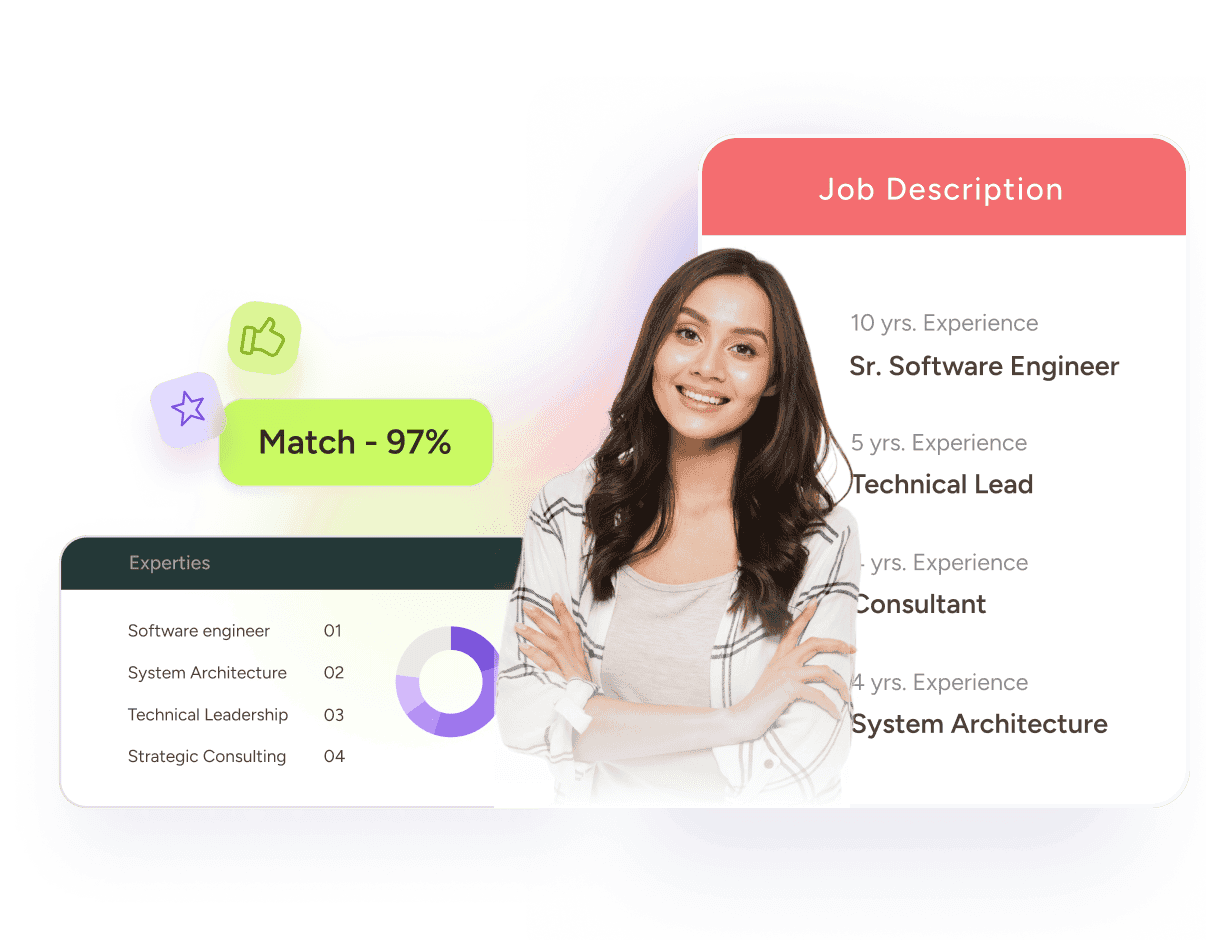 Job Description
10 yrs. Experience
Sr. Software Engineer
5 yrs. Experience
Technical Lead
yrs. Experience
Consultant
4 yrs. Experience
System Architecture
Match - 97%
Experties
Software engineer 01
System Architecture 02
Technical Leadership 03
Strategic Consulting 04